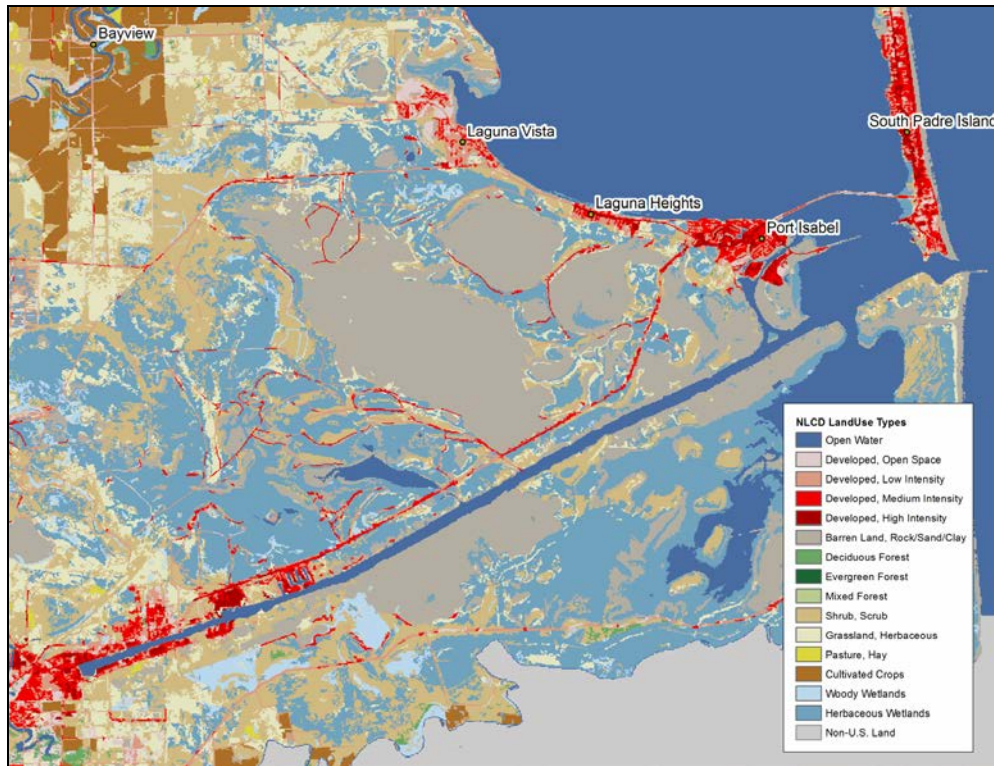 Bayview
Laguna Vista
South Padre Island
Laguna Heights
Port Isabel
NLCD LandUse Types
Open Water
Developed, Open Space
Developed, Low Intensity
Developed, Medium Intensity
Developed, High Intensity
Barren Land, Rock/Sand/Clay
Deciduous Forest
Evergreen Forest
Mixed Forest
Shrub, Scrub
Grassland, Herbaceous
Pasture, Hay
Cultivated Crops
Woody Wetlands
Herbaceous Wetlands
Non-U.S. Land